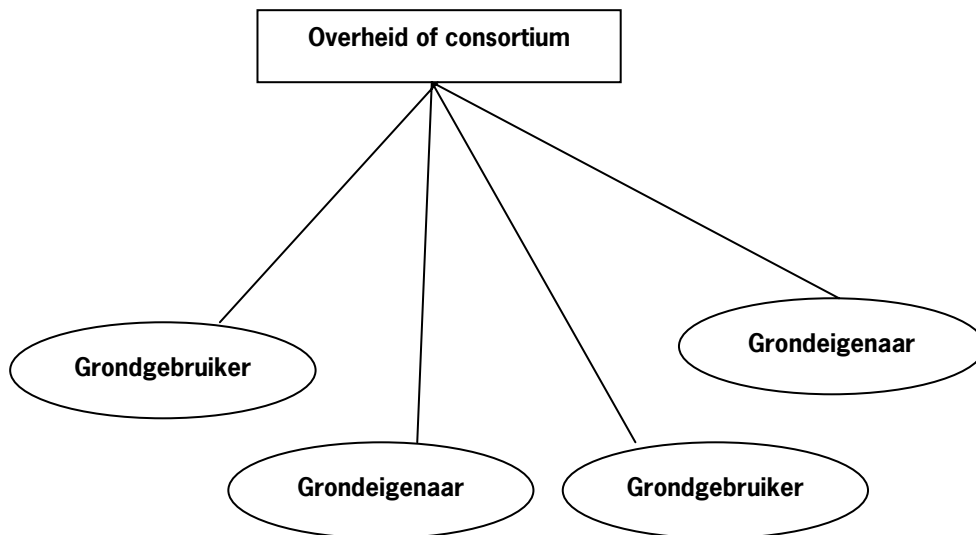 Overheid of consortium
Grondeigenaar
Grondgebruiker
Grondeigenaar
Grondgebruiker